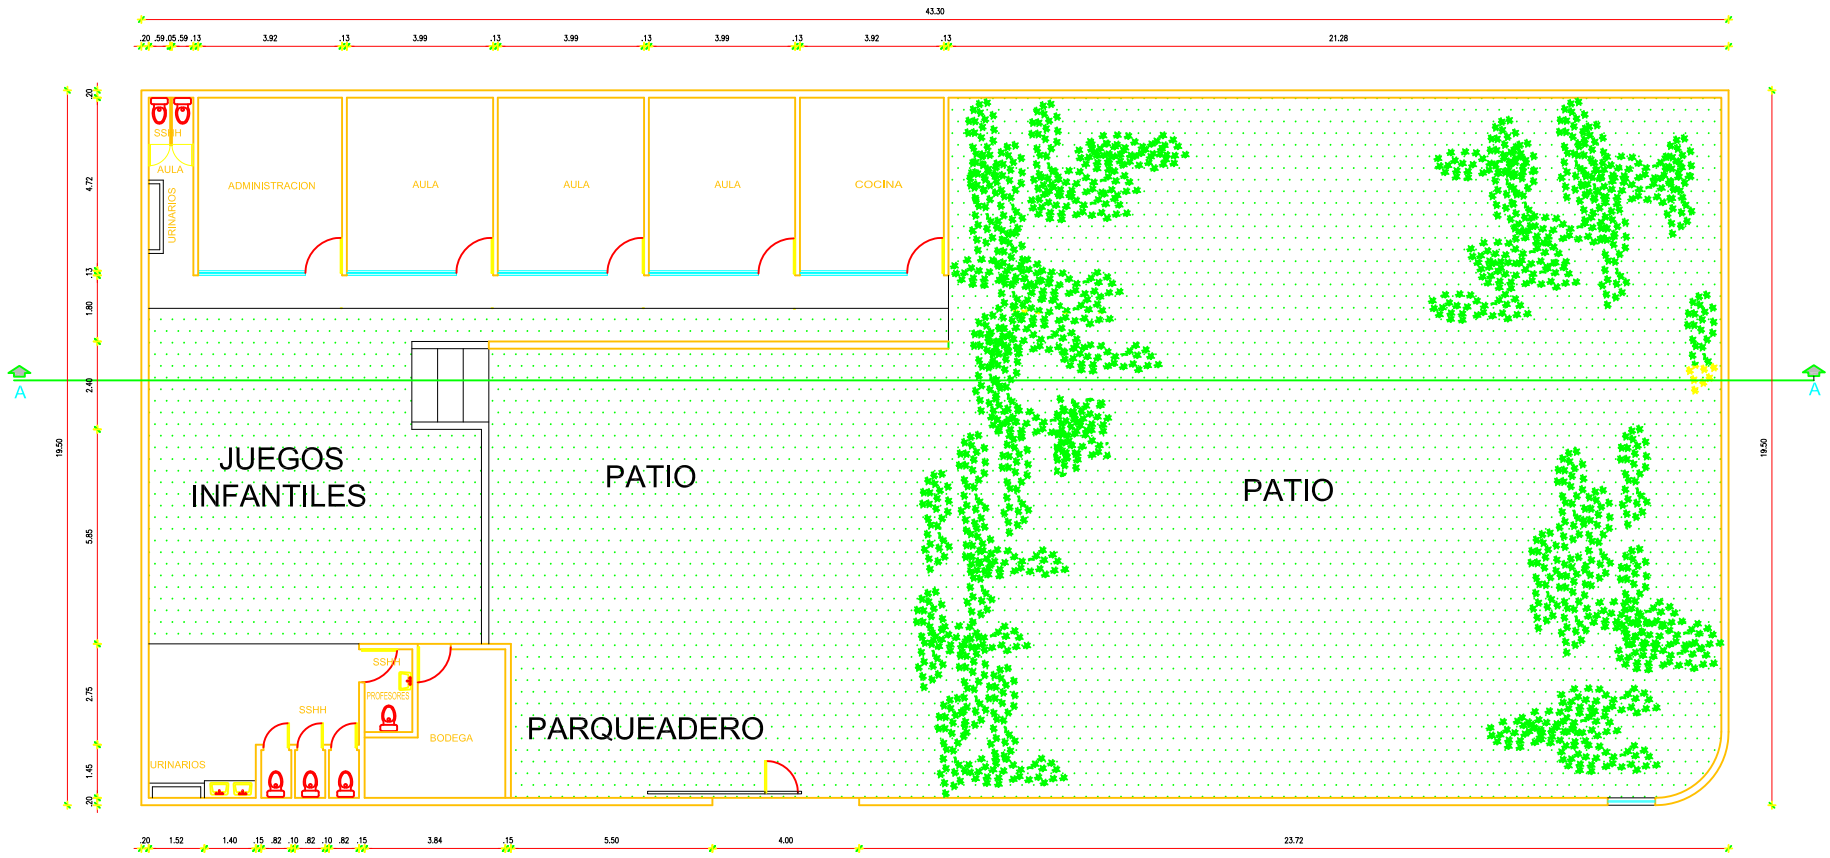 43.30
.20 .59 .05 .59 .13 3.92 .13 3.99 .13 3.99 .13 3.99 .13 3.92 .13 21.28
.20
4.72
.13
1.80
2.40
5.85
2.75
1.45
.20
19.50
19.50
SSHH
AULA
URINARIOS
ADMINISTRACION
AULA
AULA
AULA
COCINA
A
A
JUEGOS
INFANTILES
PATIO
PATIO
SSHH
PROFESORES
SSHH
BODEGA
URINARIOS
PARQUEADERO
.20 1.52 1.40 .15 .82 .10 .82 .10 .82 .15 3.84 .15 5.50 4.00 23.72